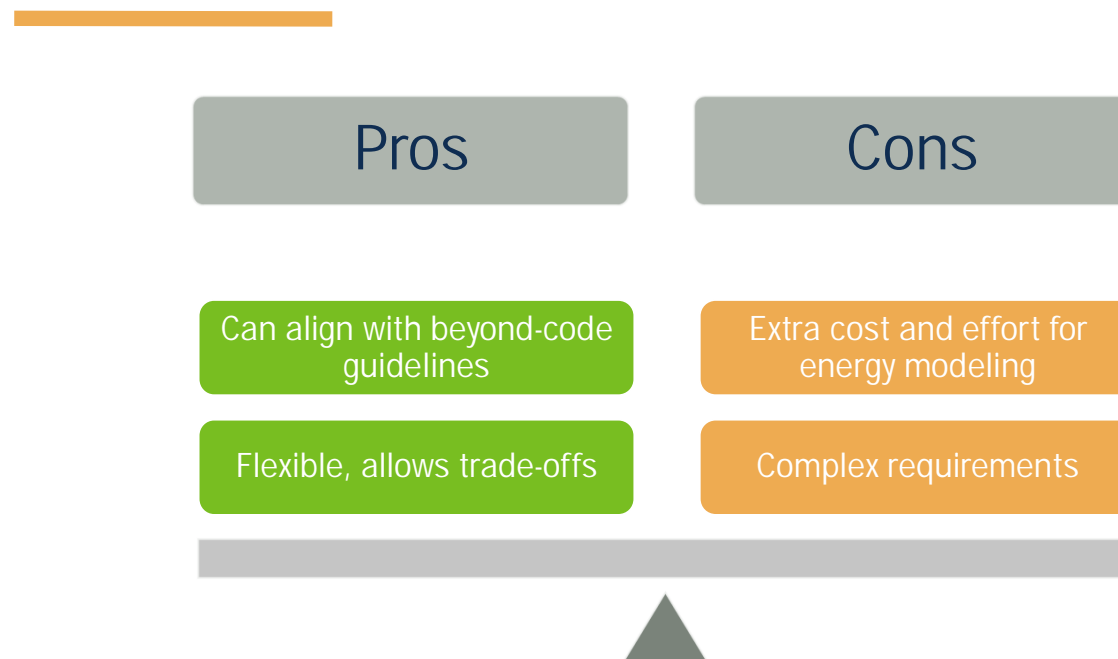 Pros
Cons
Can align with beyond-code
guidelines
Extra cost and effort for
energy modeling
Flexible, allows trade-offs
Complex requirements